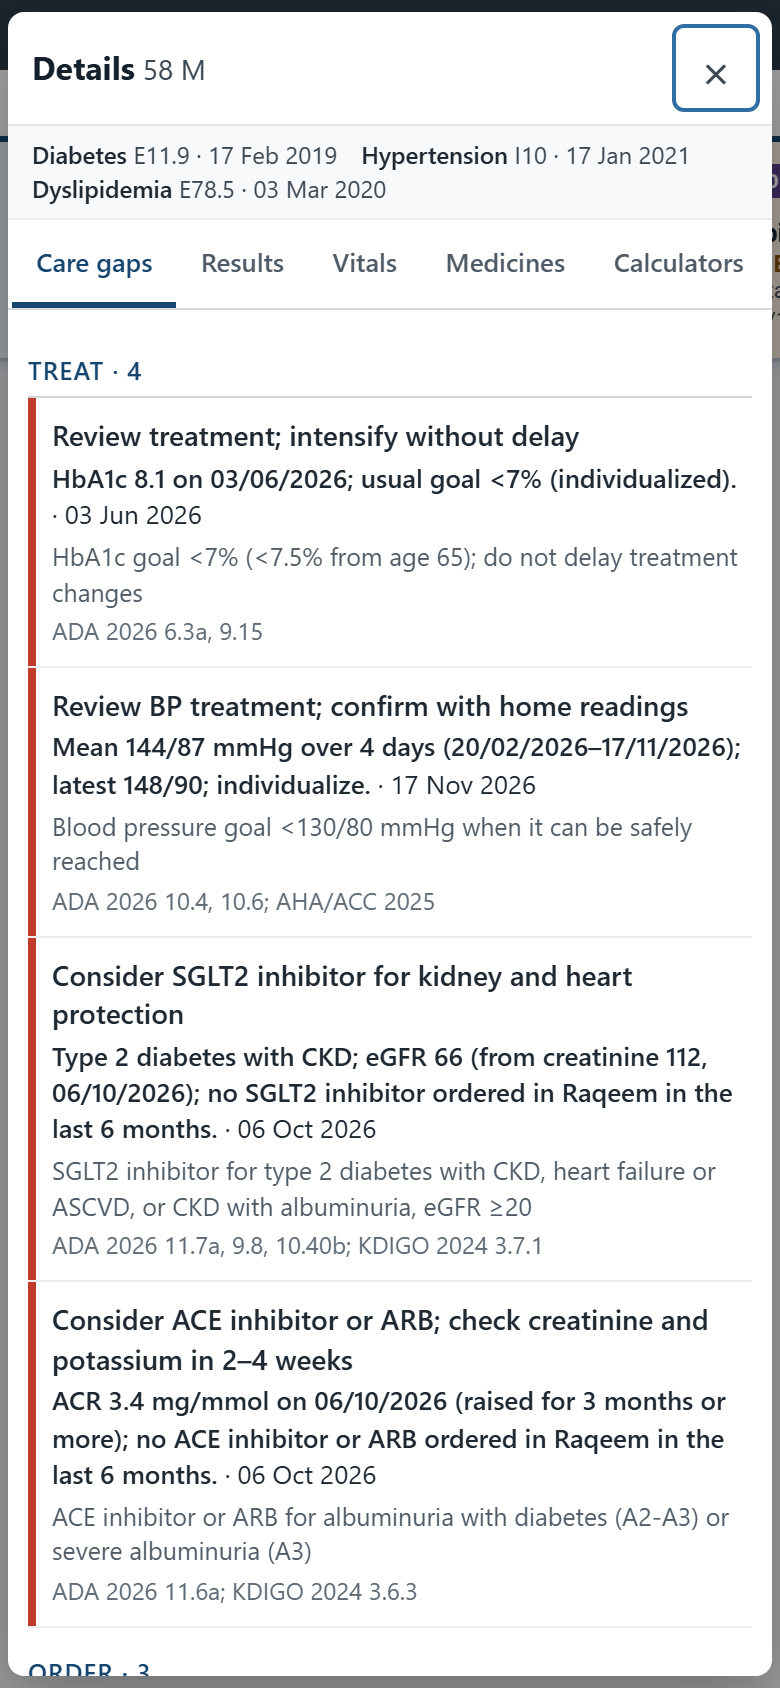 Details 58 M
×
Diabetes E11.9 · 17 Feb 2019 Hypertension I10 · 17 Jan 2021
Dyslipidemia E78.5 · 03 Mar 2020
Care gaps Results Vitals Medicines Calculators
TREAT · 4
Review treatment; intensify without delay
HbA1c 8.1 on 03/06/2026; usual goal <7% (individualized).
· 03 Jun 2026
HbA1c goal <7% (<7.5% from age 65); do not delay treatment
changes
ADA 2026 6.3a, 9.15
Review BP treatment; confirm with home readings
Mean 144/87 mmHg over 4 days (20/02/2026–17/11/2026);
latest 148/90; individualize. · 17 Nov 2026
Blood pressure goal <130/80 mmHg when it can be safely
reached
ADA 2026 10.4, 10.6; AHA/ACC 2025
Consider SGLT2 inhibitor for kidney and heart
protection
Type 2 diabetes with CKD; eGFR 66 (from creatinine 112,
06/10/2026); no SGLT2 inhibitor ordered in Raqeem in the
last 6 months. · 06 Oct 2026
SGLT2 inhibitor for type 2 diabetes with CKD, heart failure or
ASCVD, or CKD with albuminuria, eGFR ≥20
ADA 2026 11.7a, 9.8, 10.40b; KDIGO 2024 3.7.1
Consider ACE inhibitor or ARB; check creatinine and
potassium in 2–4 weeks
ACR 3.4 mg/mmol on 06/10/2026 (raised for 3 months or
more); no ACE inhibitor or ARB ordered in Raqeem in the
last 6 months. · 06 Oct 2026
ACE inhibitor or ARB for albuminuria with diabetes (A2-A3) or
severe albuminuria (A3)
ADA 2026 11.6a; KDIGO 2024 3.6.3
ORDER · 3